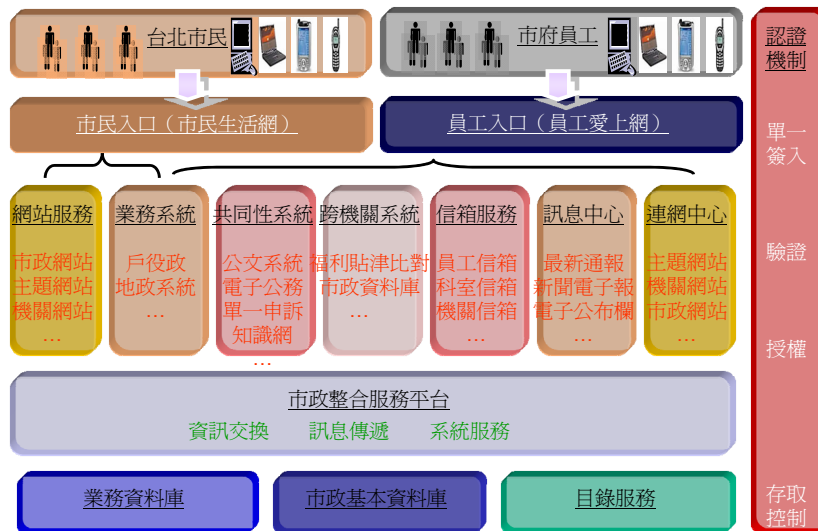 台北市民
市府員工
市民入口（市民生活網）
員工入口（員工愛上網）
網站服務
市政網站
主題網站
機關網站
…
業務系統
戶役政
地政系統
…
共同性系統
公文系統
電子公務
單一申訴
知識網
…
跨機關系統
福利貼津比對
市政資料庫
…
信箱服務
員工信箱
科室信箱
機關信箱
…
訊息中心
最新通報
新聞電子報
電子公布欄
…
連網中心
主題網站
機關網站
市政網站
…
市政整合服務平台
資訊交換 訊息傳遞 系統服務
業務資料庫
市政基本資料庫
目錄服務
認證
機制
單一
簽入
驗證
授權
存取
控制